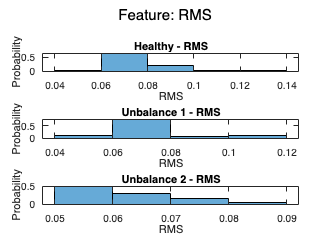 Feature: RMS
Healthy - RMS
Probability
0.5
0
0.04 0.06 0.08 0.1 0.12 0.14
RMS
Unbalance 1 - RMS
Probability
0.5
0
0.04 0.06 0.08 0.1 0.12
RMS
Unbalance 2 - RMS
Probability
0.5
0
0.05 0.06 0.07 0.08 0.09
RMS